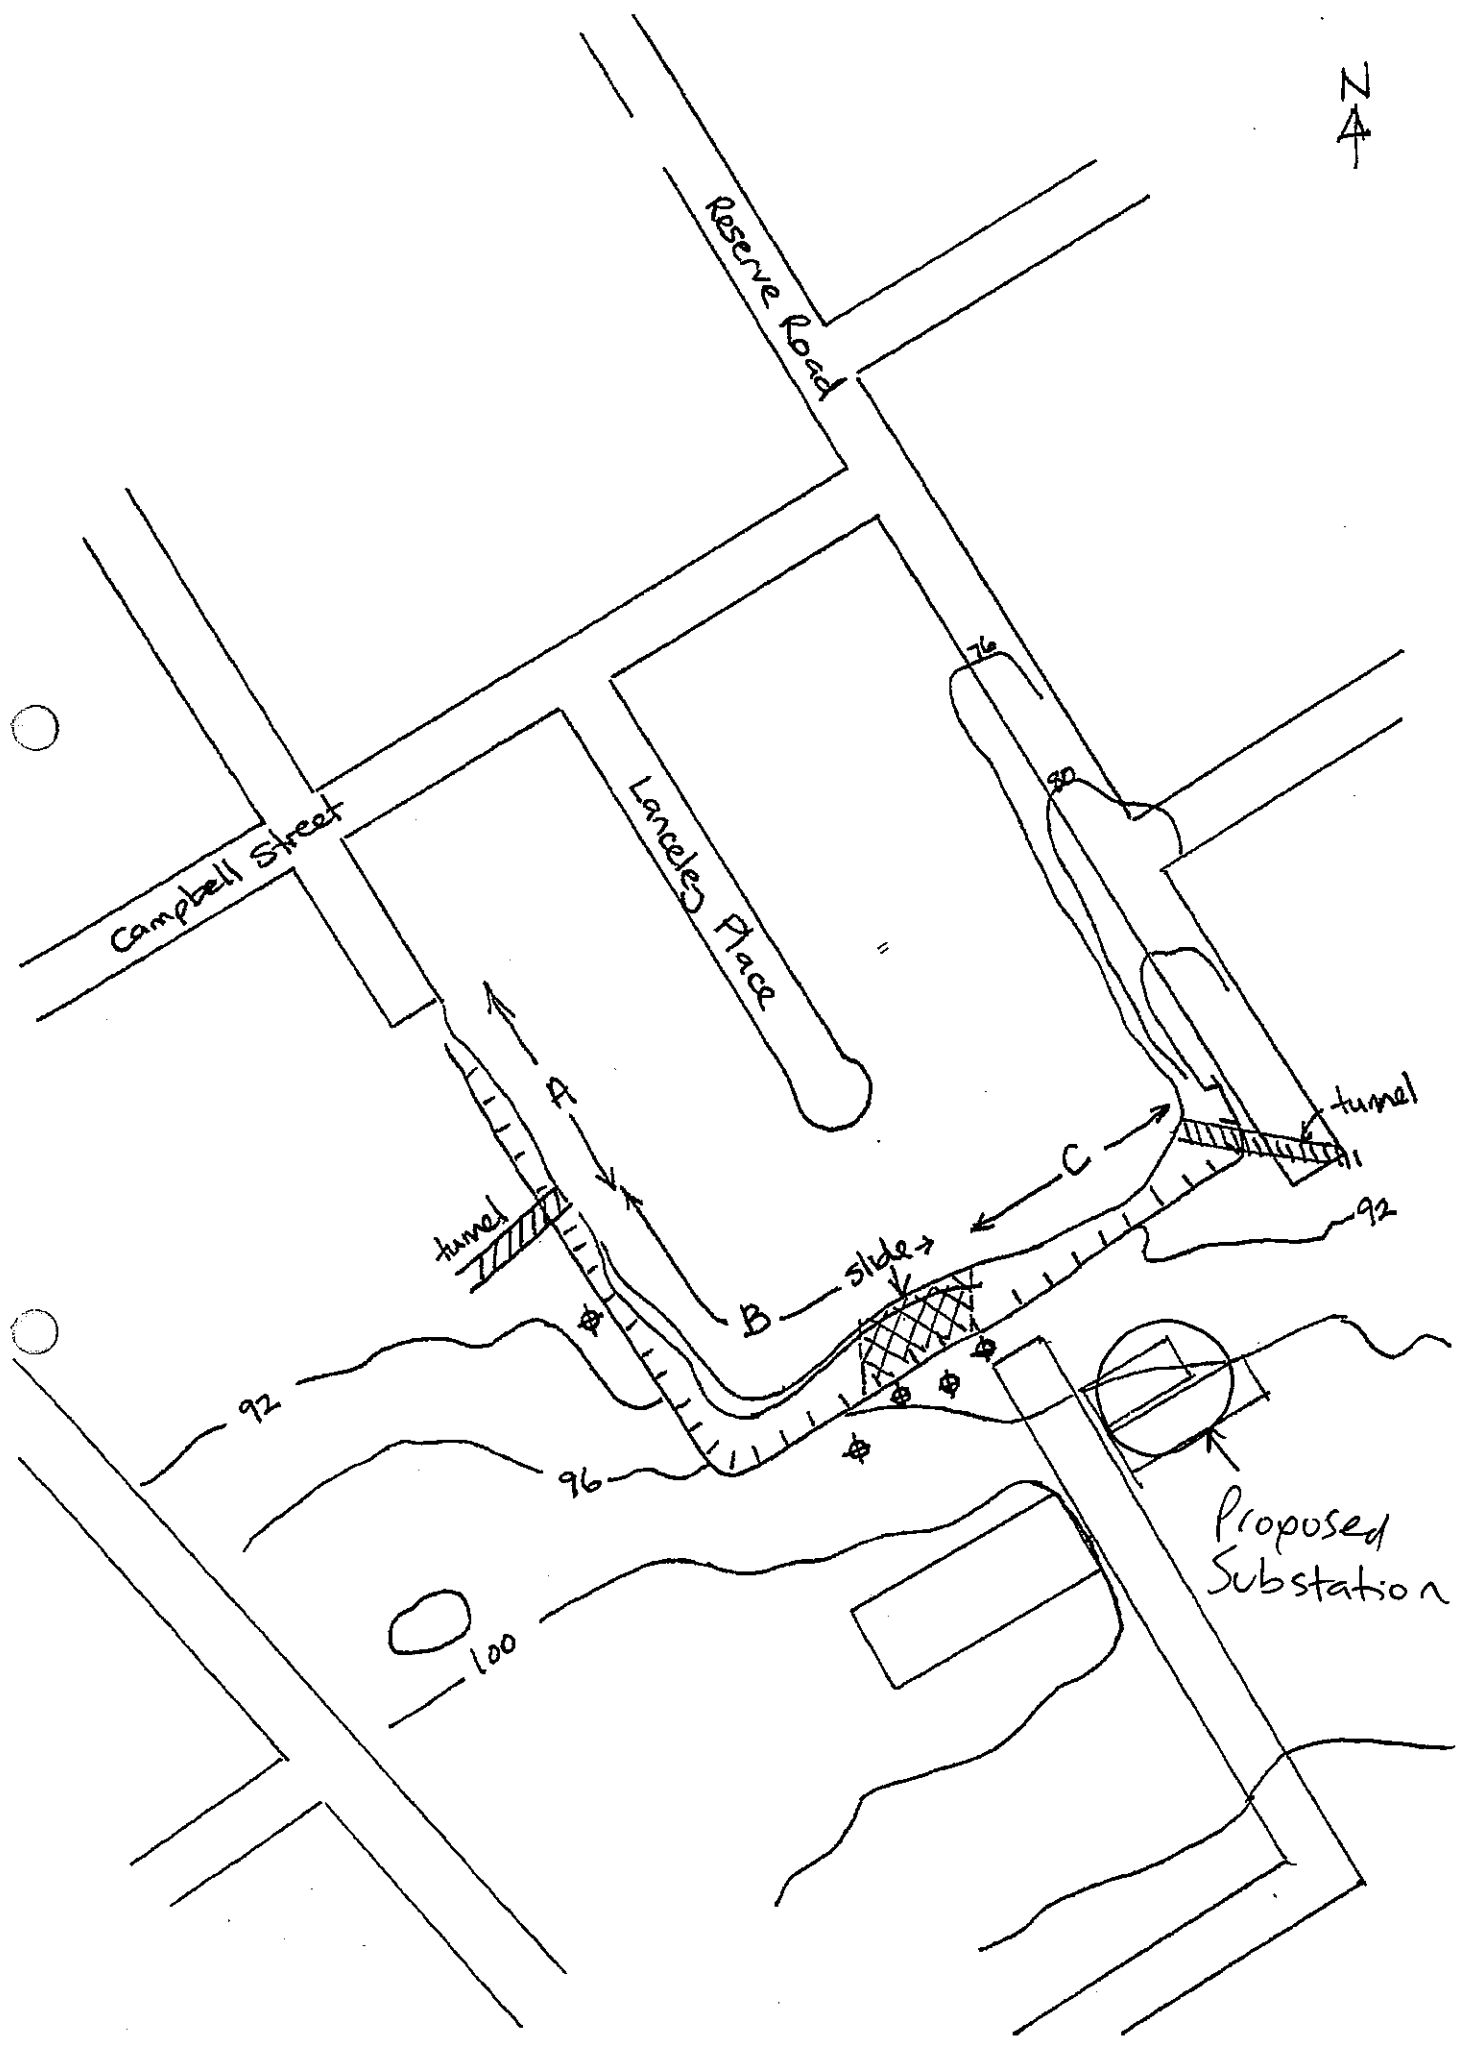 N
Reserve Road
76
80
Campbell Street
Lanceley Place
A
tunnel
C
tunnel
92
slide →
B
92
96
Proposed
Substation
100